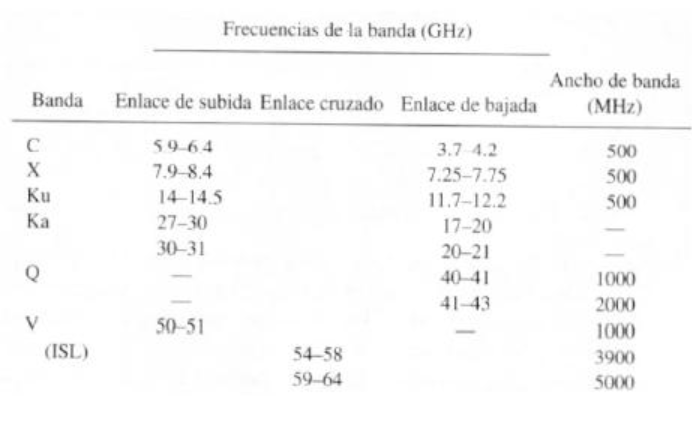 Frecuencias de la banda (GHz)
Ancho de banda
Banda Enlace de subida Enlace cruzado Enlace de bajada (MHz)
C 5 9–6 4 3.7 4.2 500
X 7.9–8.4 7.25–7.75 500
Ku 14–14.5 11.7–12.2 500
Ka 27–30 17–20 —
30–31 20–21 —
Q — 40–41 1000
— 41–43 2000
V 50–51 — 1000
(ISL) 54–58 3900
59–64 5000